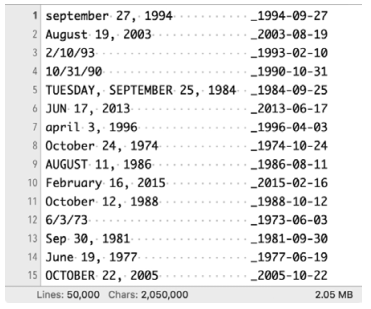 1 september 27, 1994 _1994-09-27
2 August 19, 2003 _2003-08-19
3 2/10/93 _1993-02-10
4 10/31/90 _1990-10-31
5 TUESDAY, SEPTEMBER 25, 1984 _1984-09-25
6 JUN 17, 2013 _2013-06-17
7 april 3, 1996 _1996-04-03
8 October 24, 1974 _1974-10-24
9 AUGUST 11, 1986 _1986-08-11
10 February 16, 2015 _2015-02-16
11 October 12, 1988 _1988-10-12
12 6/3/73 _1973-06-03
13 Sep 30, 1981 _1981-09-30
14 June 19, 1977 _1977-06-19
15 OCTOBER 22, 2005 _2005-10-22
Lines: 50,000 Chars: 2,050,000 2.05 MB